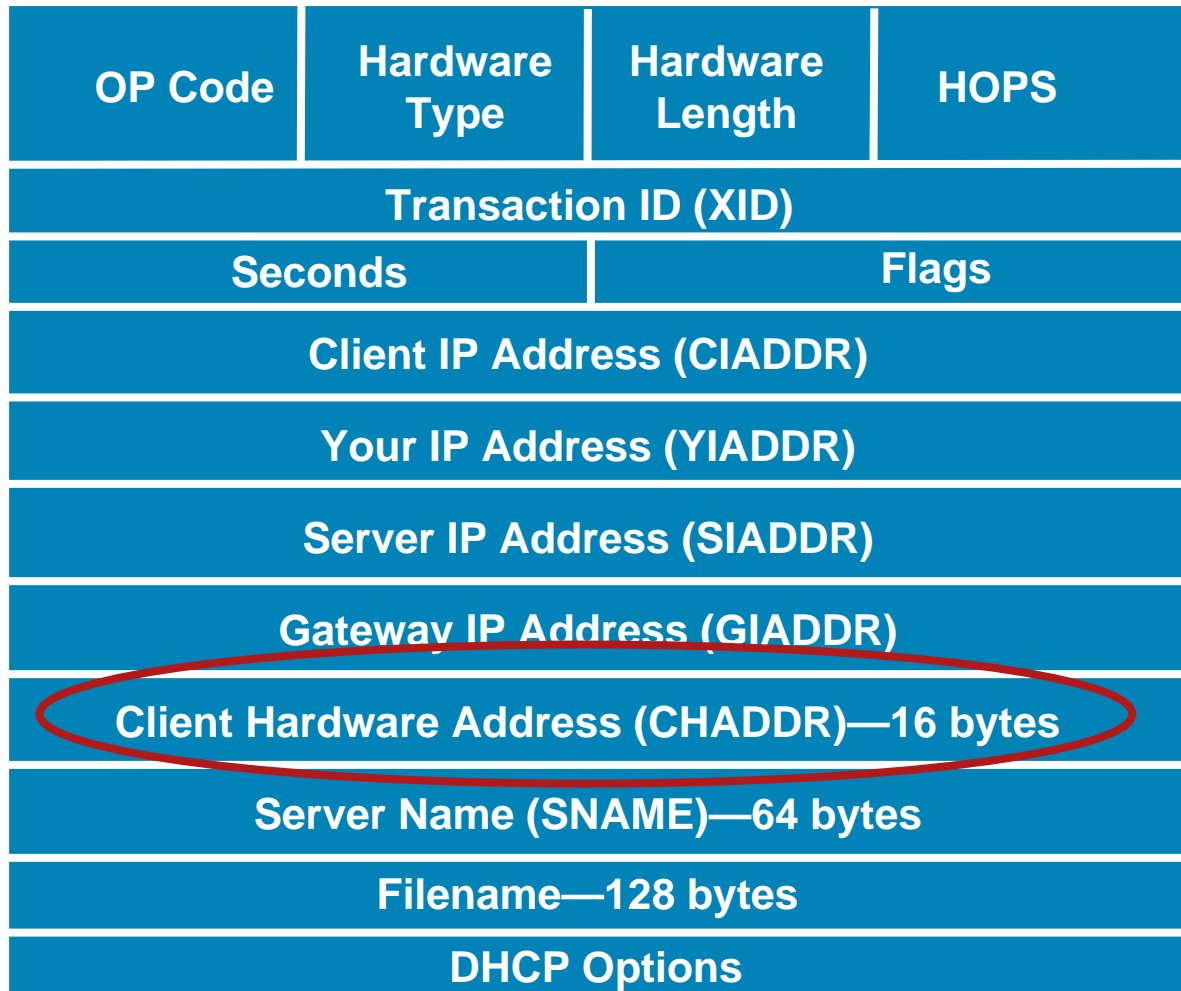 OP Code
Hardware
Type
Hardware
Length
HOPS
Transaction ID (XID)
Seconds
Flags
Client IP Address (CIADDR)
Your IP Address (YIADDR)
Server IP Address (SIADDR)
Gateway IP Address (GIADDR)
Client Hardware Address (CHADDR)—16 bytes
Server Name (SNAME)—64 bytes
Filename—128 bytes
DHCP Options